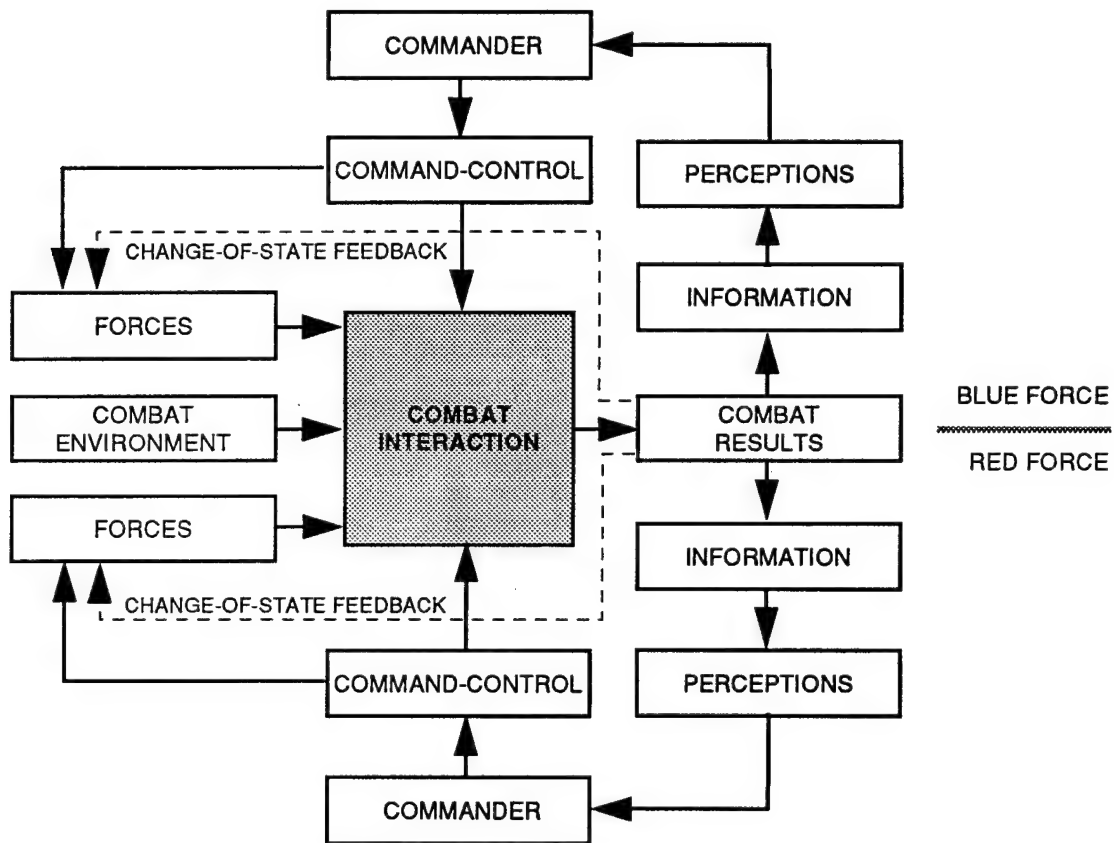 COMMANDER
COMMAND-CONTROL
PERCEPTIONS
CHANGE-OF-STATE FEEDBACK
INFORMATION
FORCES
COMBAT
ENVIRONMENT
COMBAT
INTERACTION
COMBAT
RESULTS
BLUE FORCE
RED FORCE
FORCES
INFORMATION
CHANGE-OF-STATE FEEDBACK
COMMAND-CONTROL
PERCEPTIONS
COMMANDER